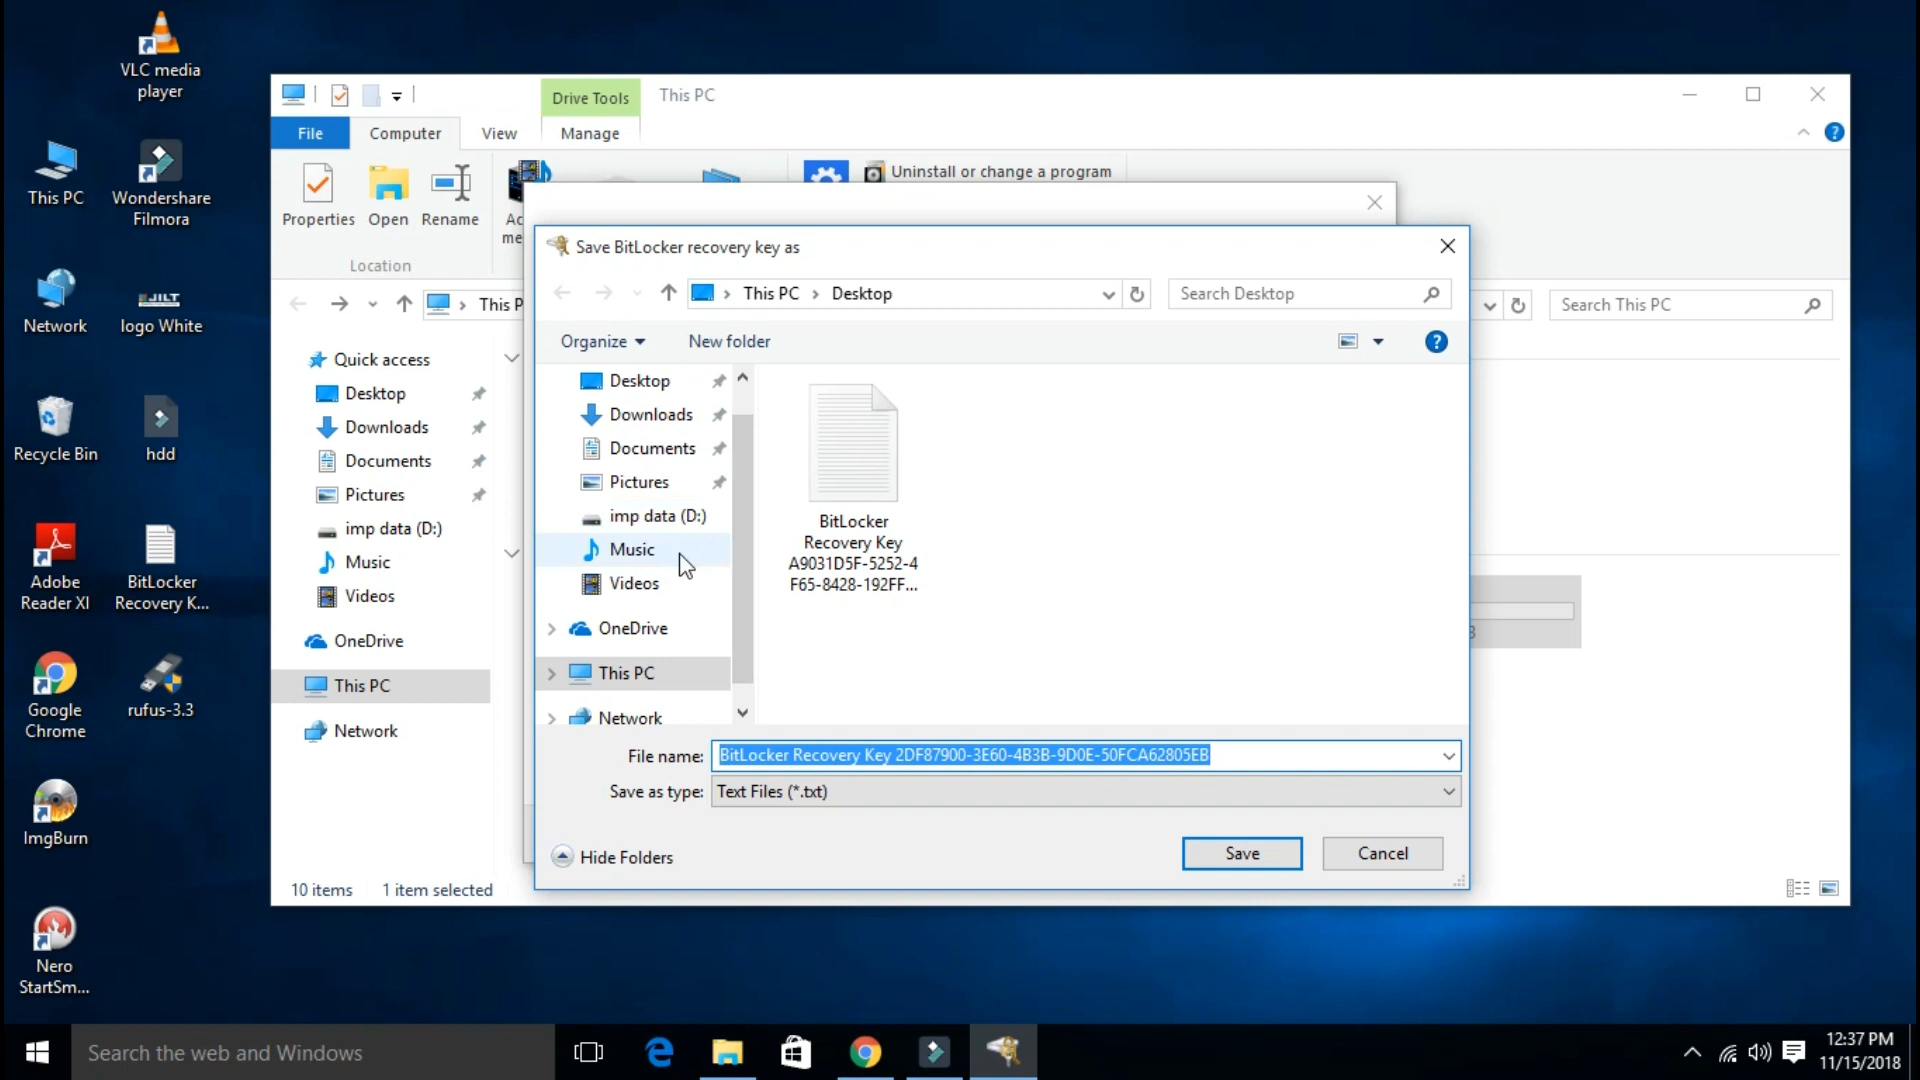 VLC media
player
This PC
Wondershare
Filmora
Network
JILT
logo White
Recycle Bin
hdd
Adobe
Reader XI
BitLocker
Recovery K...
Google
Chrome
rufus-3.3
ImgBurn
Nero
StartSm...
Drive Tools
This PC
File
Computer
View
Manage
Properties
Open
Rename
Ac
me
Uninstall or change a program
Location
This P
Search This PC
Quick access
Desktop
Downloads
Documents
Pictures
imp data (D:)
Music
Videos
OneDrive
This PC
Network
10 items
1 item selected
Save BitLocker recovery key as
This PC
Desktop
Search Desktop
Organize
New folder
Desktop
Downloads
Documents
Pictures
imp data (D:)
Music
Videos
OneDrive
This PC
Network
BitLocker
Recovery Key
A9031D5F-5252-4
F65-8428-192FF...
File name:
BitLocker Recovery Key 2DF87900-3E60-4B3B-9D0E-50FCA62805EB
Save as type:
Text Files (*.txt)
Hide Folders
Save
Cancel
Search the web and Windows
12:37 PM
11/15/2018